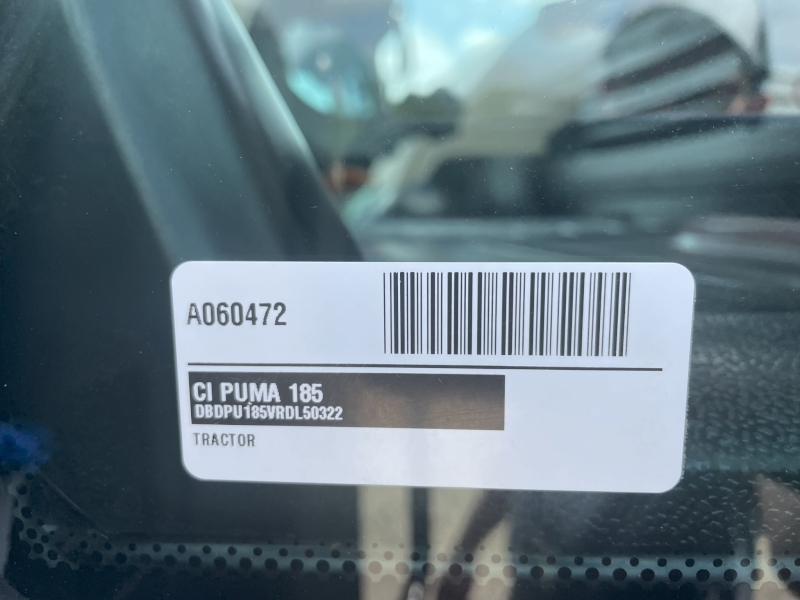 A060472
CI PUMA 185
DBDPU185VRDL50322
TRACTOR